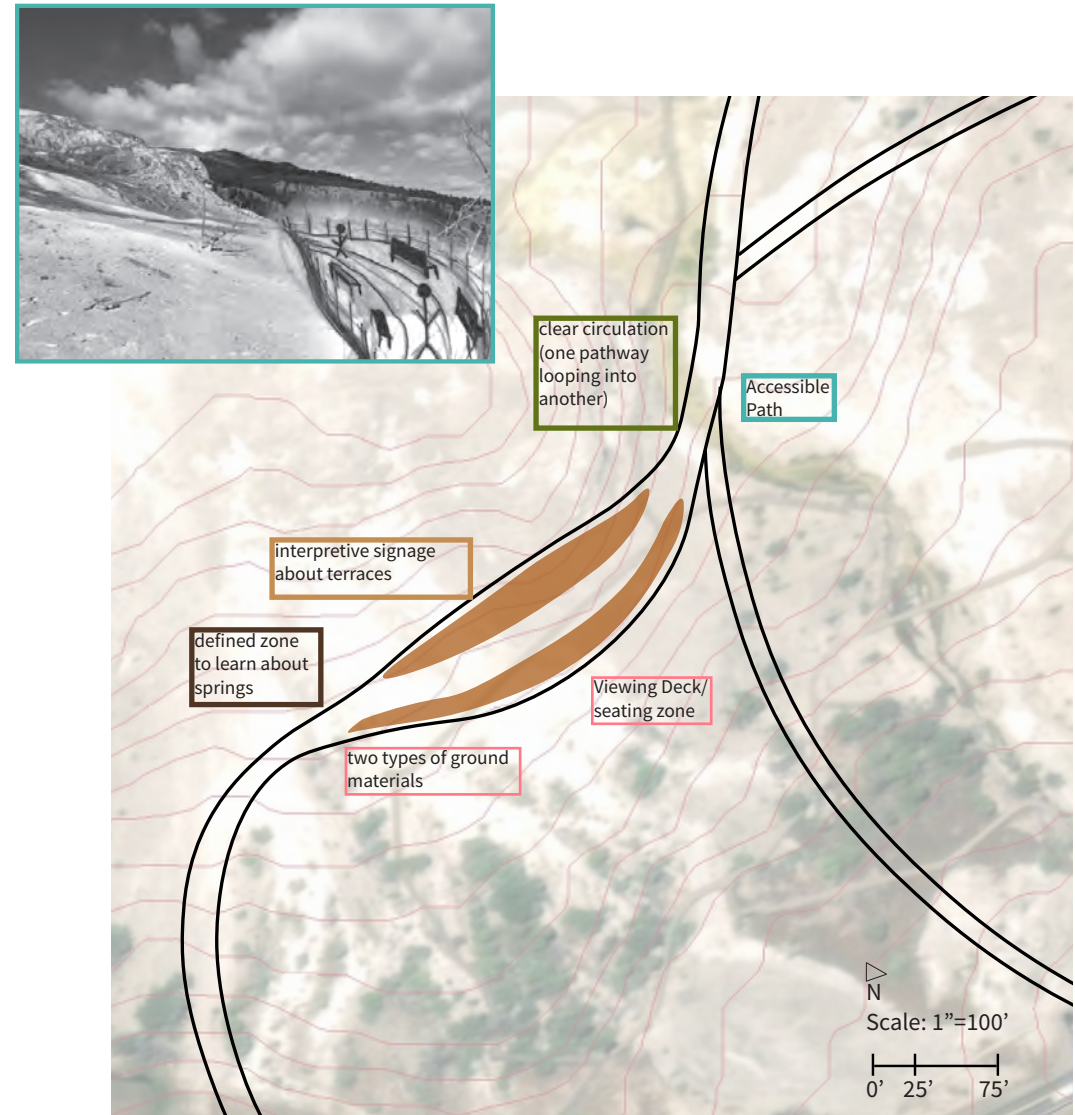 clear circulation
(one pathway
looping into
another)
Accessible
Path
interpretive signage
about terraces
defined zone
to learn about
springs
Viewing Deck/
seating zone
two types of ground
materials
N
Scale: 1”=100’
0’ 25’ 75’